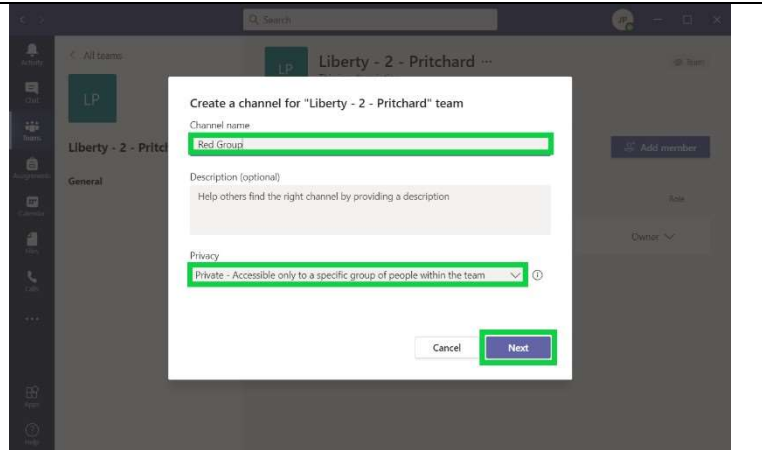 Search
JP
Activity
All teams
Chat
LP
LP
Liberty - 2 - Pritchard ···
Team
Create a channel for "Liberty - 2 - Pritchard" team
Channel name
Red Group
Teams
Liberty - 2 - Pritch
Add member
Assignments
General
Description (optional)
Help others find the right channel by providing a description
Calendar
Role
Owner
Files
Privacy
Private - Accessible only to a specific group of people within the team
Calls
Cancel
Next
Apps
Help